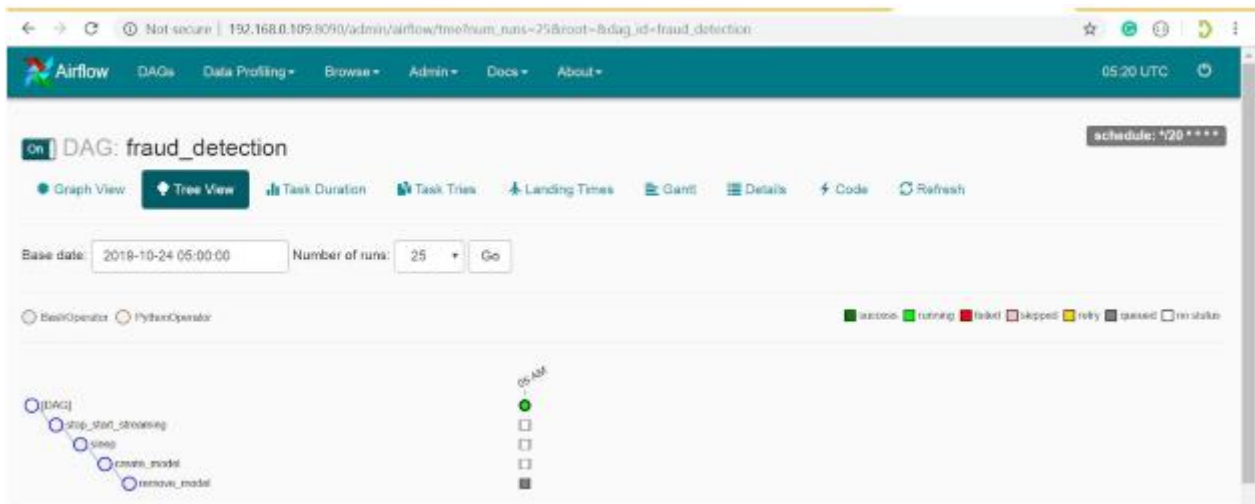 Not secure | 192.168.0.109:8090/admin/airflow/tree?num_runs=25&root=&dag_id=fraud_detection
Airflow DAGs Data Profiling Browse Admin Docs About 05:20 UTC
On DAG: fraud_detection schedule: */20 * * * *
Graph View Tree View Task Duration Task Tries Landing Times Gantt Details Code Refresh
Base date: 2019-10-24 05:00:00 Number of runs: 25 Go
BashOperator PythonOperator success running failed skipped retry queued no status
05 AM
[DAG]
stop_start_streaming
sleep
create_model
remove_model